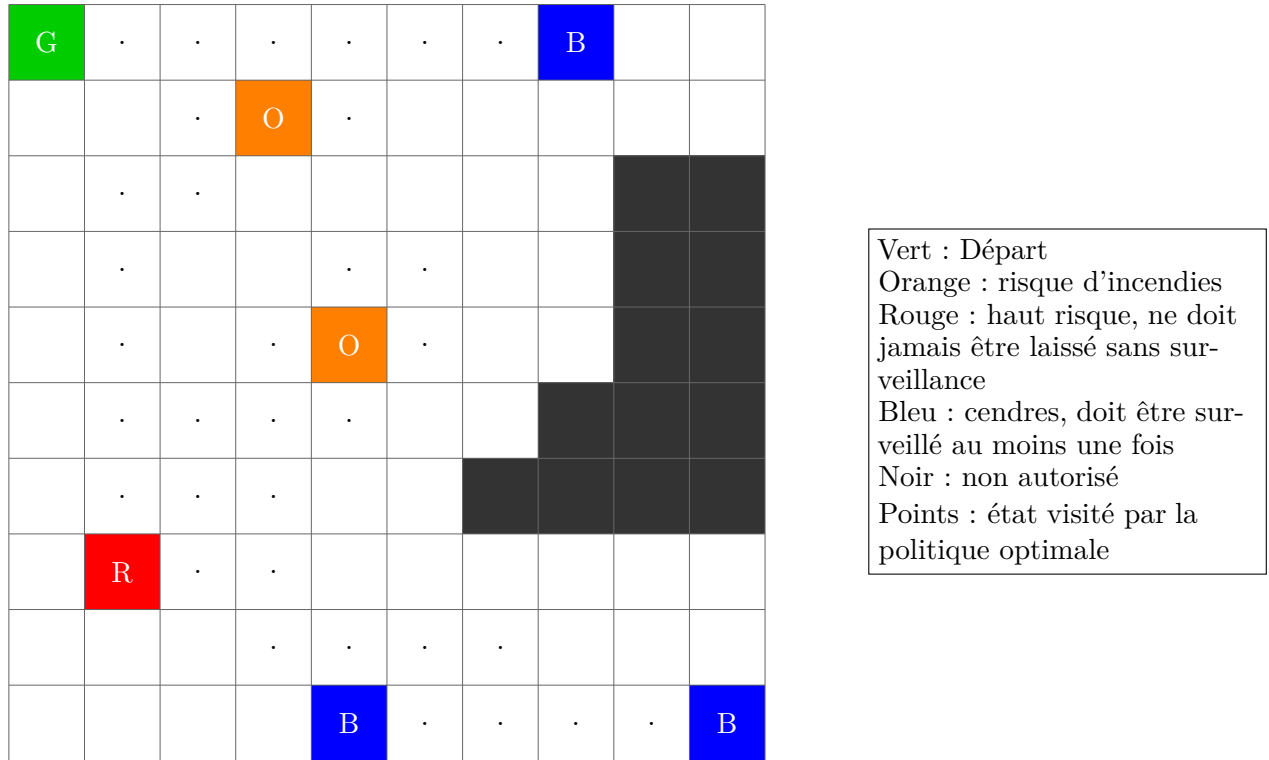 G · · · · · · B
· O ·
· ·
· · ·
· · O ·
· · · ·
· · ·
R · ·
· · · ·
B · · · · B
Vert : Départ
Orange : risque d'incendies
Rouge : haut risque, ne doit
jamais être laissé sans sur-
veillance
Bleu : cendres, doit être sur-
veillé au moins une fois
Noir : non autorisé
Points : état visité par la
politique optimale